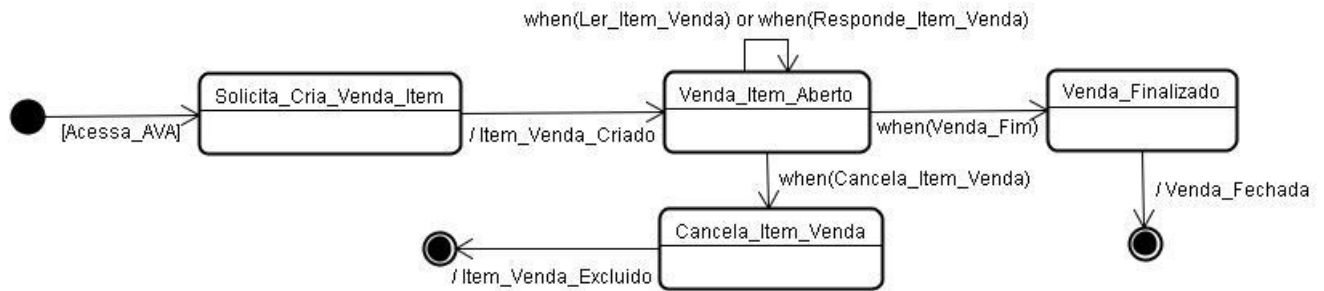 when(Ler_Item_Venda) or when(Responde_Item_Venda)
Solicita_Cria_Venda_Item
Venda_Item_Aberto
Venda_Finalizado
[Acessa_AVA]
/ Item_Venda_Criado
when(Venda_Fim)
when(Cancela_Item_Venda)
/ Venda_Fechada
Cancela_Item_Venda
/ Item_Venda_Excluido